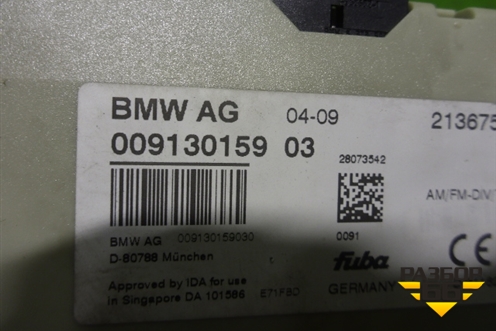 BMW AG 04-09 213675
009130159 03
28073542
AM/FM-DIV
BMW AG 009130159030 0091
D-80788 München
fuba CE
Approved by IDA for use GERMANY
in Singapore DA 101586 E71FBD
РАЗБОР